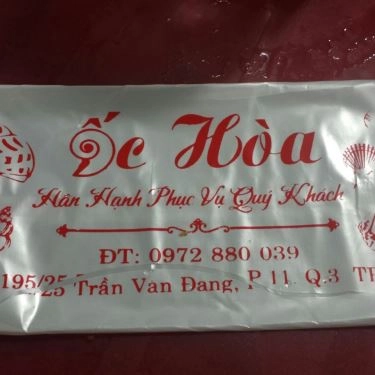 Ốc Hòa
Hân Hạnh Phục Vụ Quý Khách
ĐT: 0972 880 039
195/25 Trần Văn Đang, P.11. Q.3